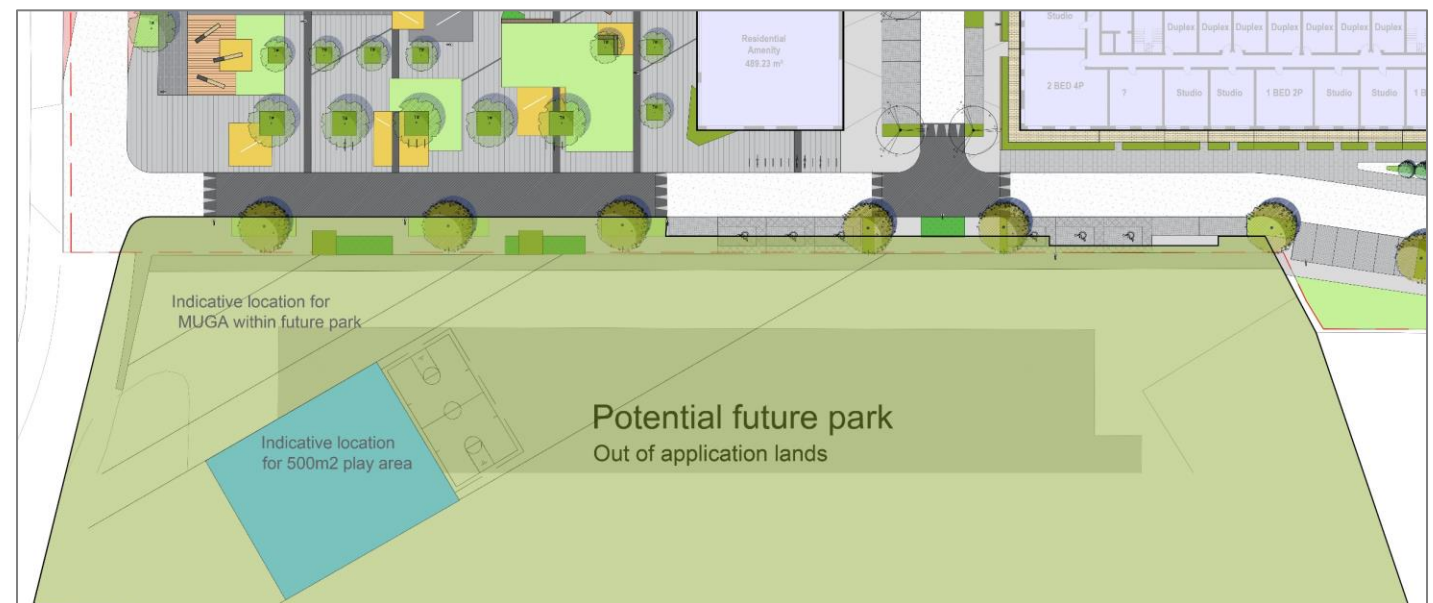 Studio
Duplex
Duplex
Duplex
Duplex
Duplex
Duplex
Duplex
Residential
Amenity
489.23 m²
2 BED 4P
?
Studio
Studio
1 BED 2P
Studio
Studio
1 B
Indicative location for
MUGA within future park
Indicative location
for 500m2 play area
Potential future park
Out of application lands